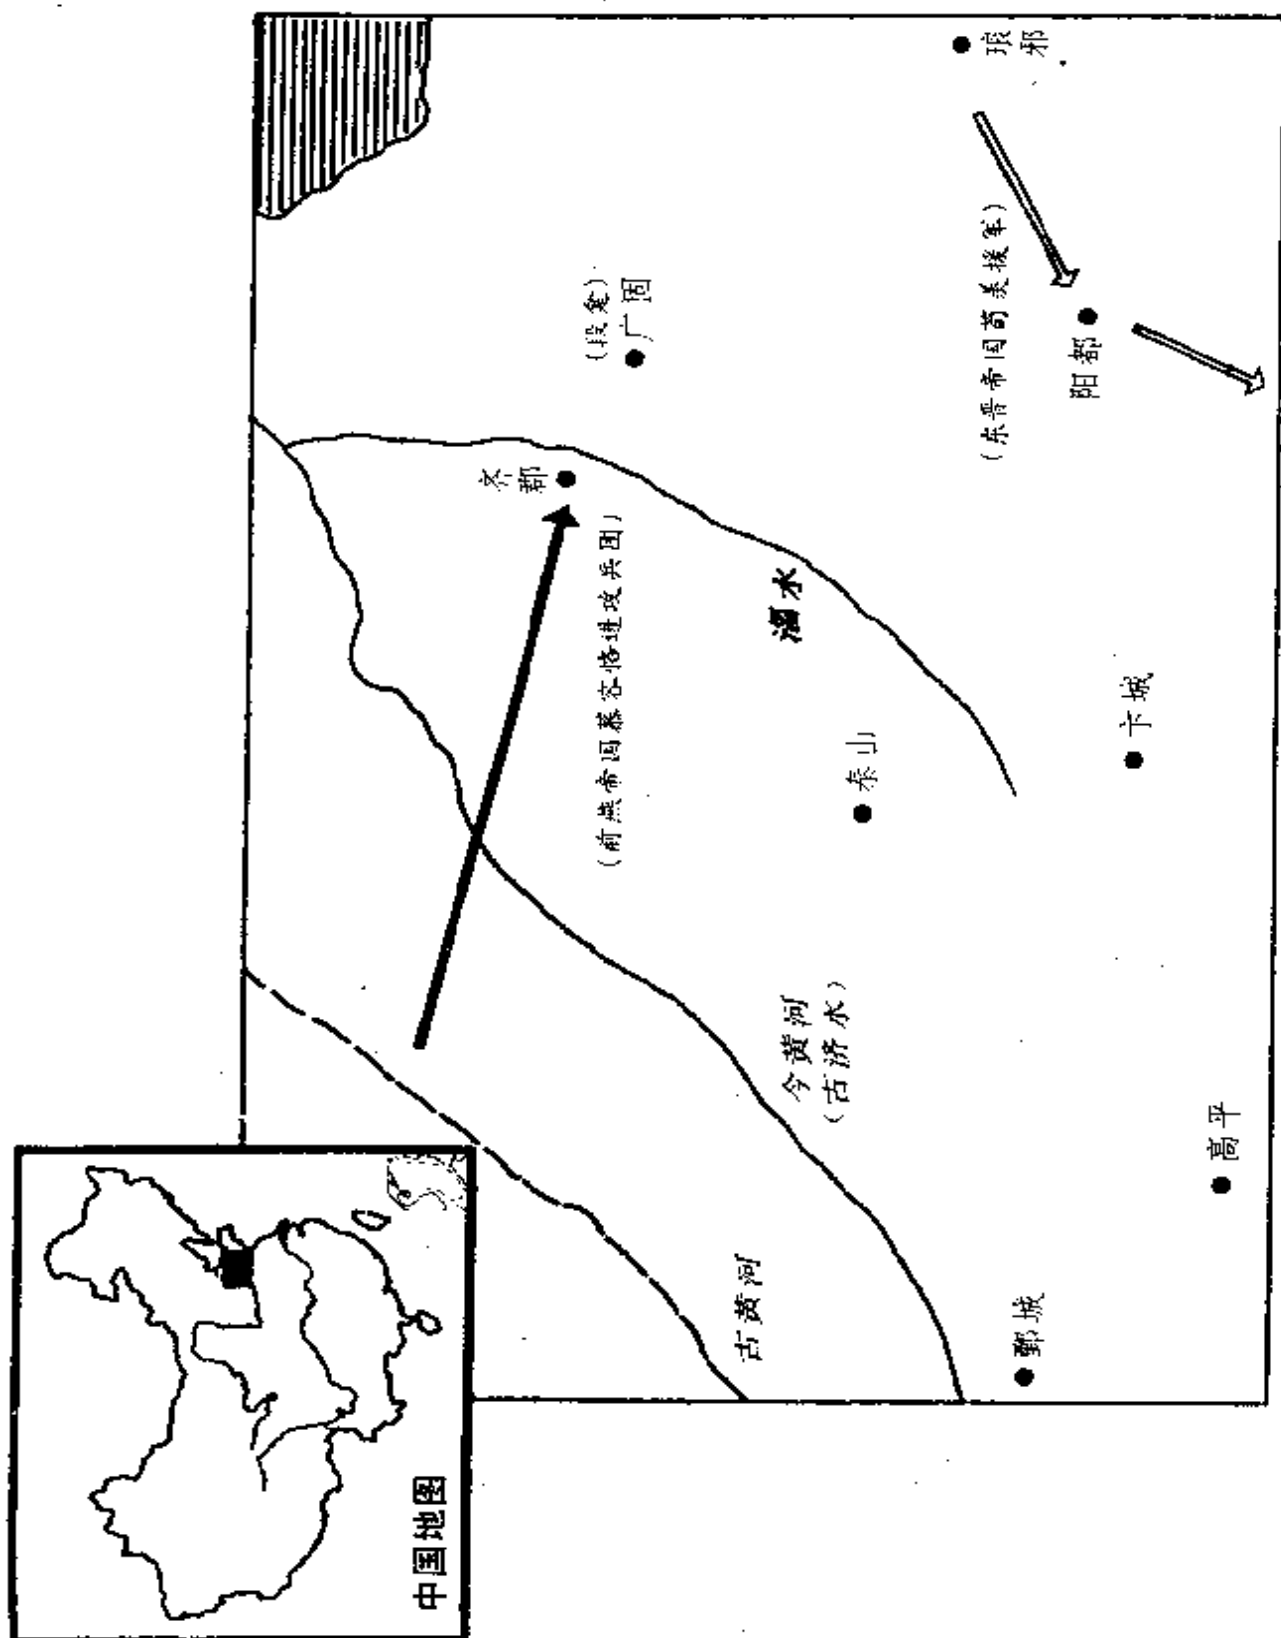 中国地图
古黄河
今黄河
(古济水)
(前燕帝国慕容恪进攻兵团)
齐郡
(段龛)
广固
淄水
泰山
鄄城
高平
卞城
阳都
(东晋帝国荀羡援军)
琅邪